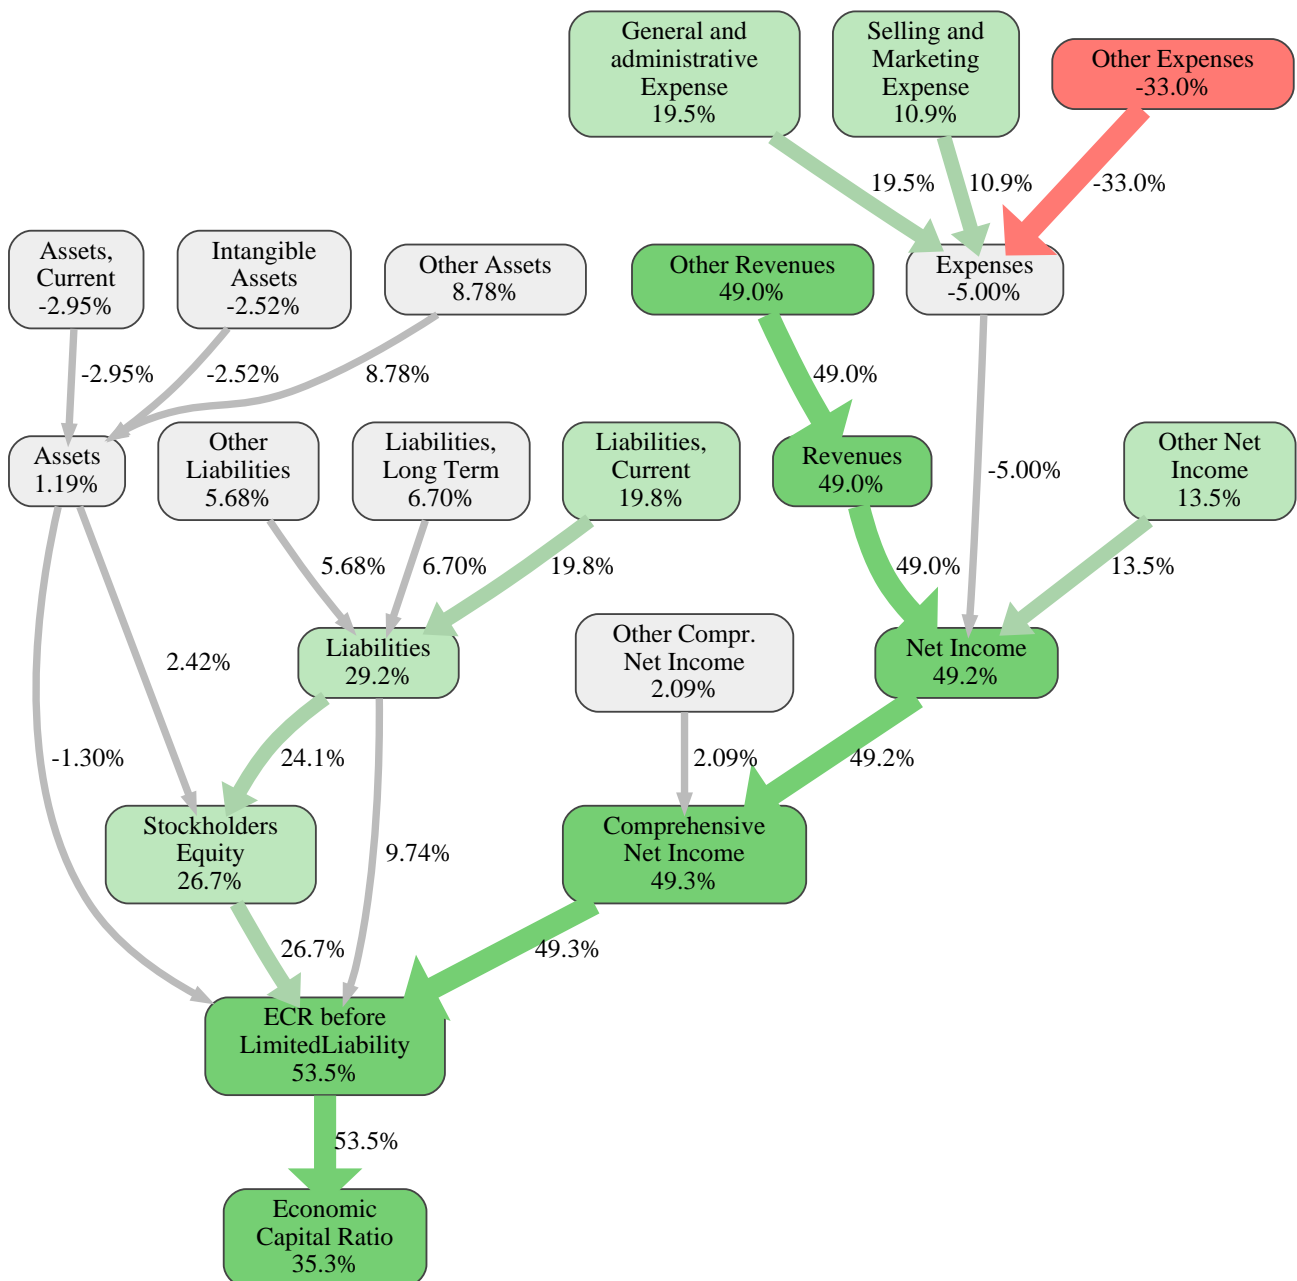 General and
administrative
Expense
19.5%
Selling and
Marketing
Expense
10.9%
Other Expenses
-33.0%
19.5%
10.9%
-33.0%
Assets,
Current
-2.95%
Intangible
Assets
-2.52%
Other Assets
8.78%
Other Revenues
49.0%
Expenses
-5.00%
-2.95%
-2.52%
8.78%
49.0%
Assets
1.19%
Other
Liabilities
5.68%
Liabilities,
Long Term
6.70%
Liabilities,
Current
19.8%
Revenues
49.0%
-5.00%
Other Net
Income
13.5%
5.68%
6.70%
19.8%
49.0%
13.5%
2.42%
Liabilities
29.2%
Other Compr.
Net Income
2.09%
Net Income
49.2%
-1.30%
24.1%
2.09%
49.2%
Stockholders
Equity
26.7%
9.74%
Comprehensive
Net Income
49.3%
26.7%
49.3%
ECR before
LimitedLiability
53.5%
53.5%
Economic
Capital Ratio
35.3%